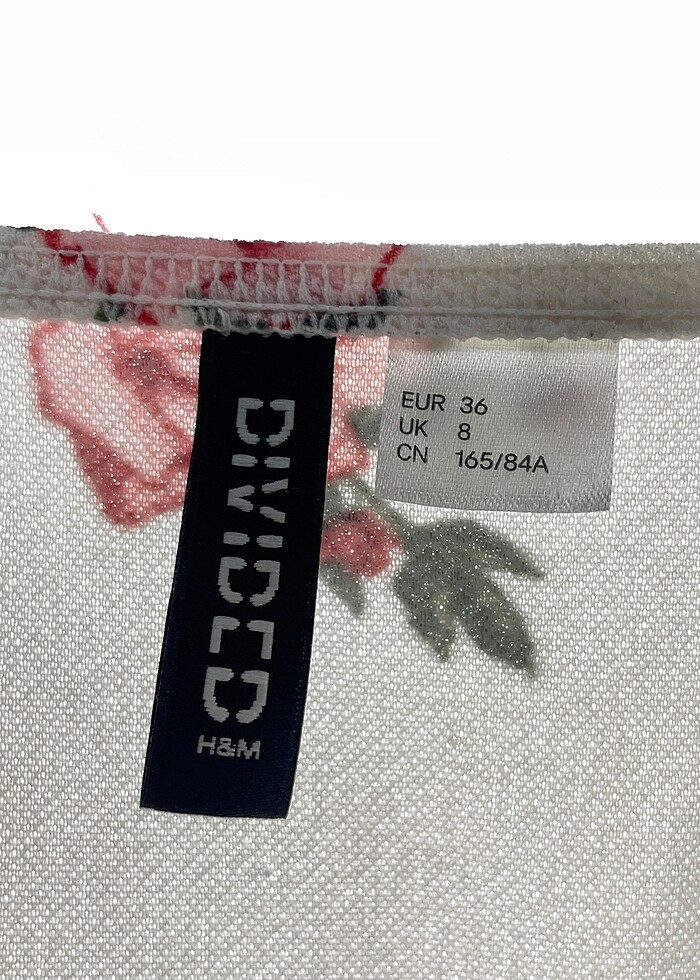 DIVIDED
H&M
EUR 36
UK 8
CN 165/84A